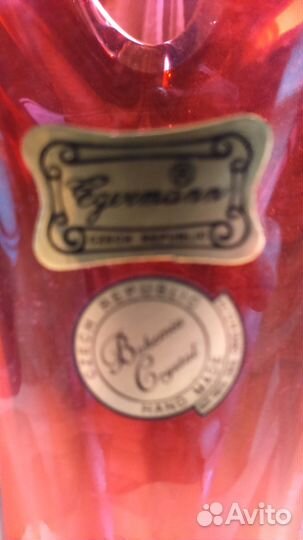 Egermann ®
CZECH REPUBLIC
CZECH REPUBLIC
Bohemia
Crystal
HAND MADE
Avito